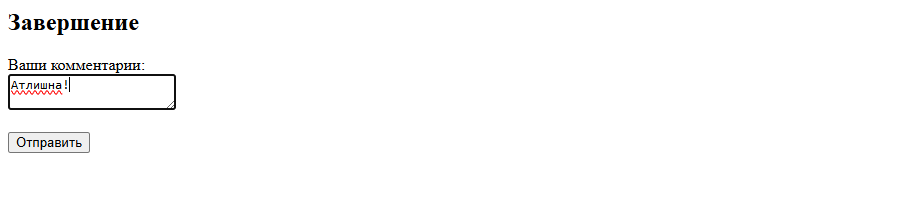 Завершение
Ваши комментарии:
Атлишна!
Отправить